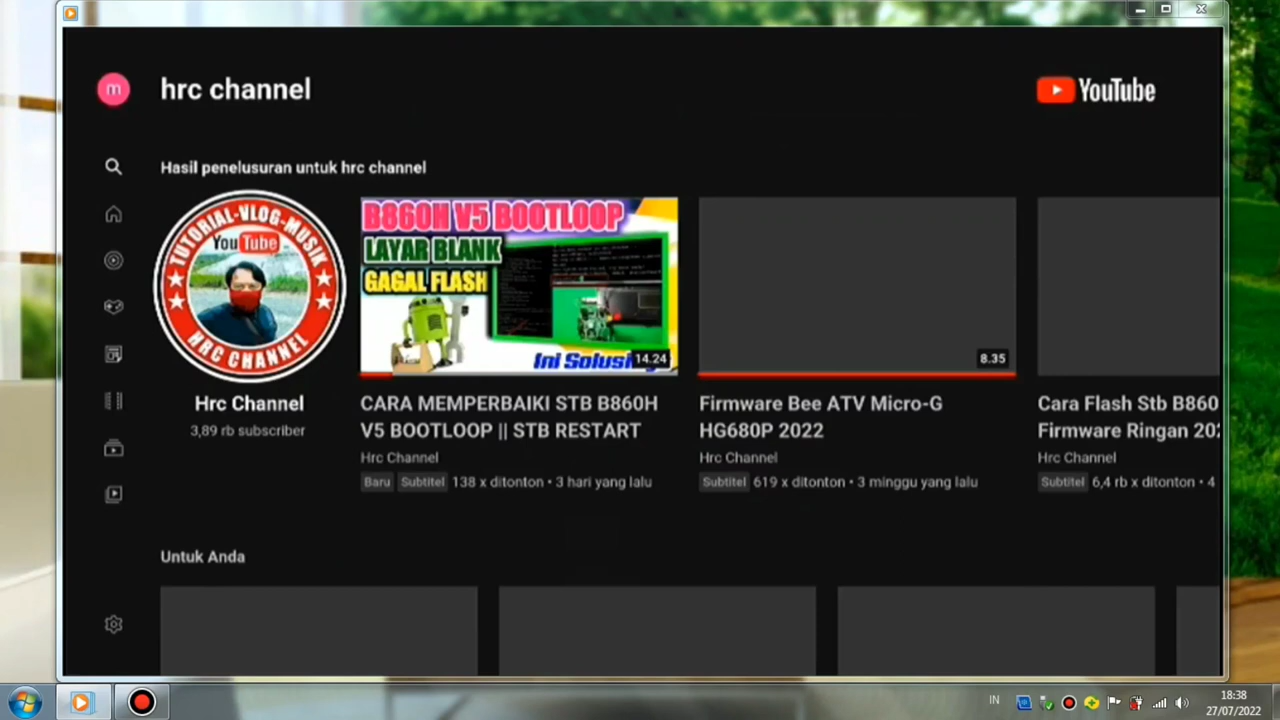 m
hrc channel
YouTube
Hasil penelusuran untuk hrc channel
TUTORIAL-VLOG-MUSIK
YouTube
HRC CHANNEL
Hrc Channel
3,89 rb subscriber
B860H V5 BOOTLOOP
LAYAR BLANK
GAGAL FLASH
Ini Solusi
14.24
CARA MEMPERBAIKI STB B860H
V5 BOOTLOOP || STB RESTART
Hrc Channel
Baru Subtitel 138 x ditonton • 3 hari yang lalu
8.35
Firmware Bee ATV Micro-G
HG680P 2022
Hrc Channel
Subtitel 619 x ditonton • 3 minggu yang lalu
Cara Flash Stb B860
Firmware Ringan 202
Hrc Channel
Subtitel 6,4 rb x ditonton • 4
Untuk Anda
IN
18:38
27/07/2022